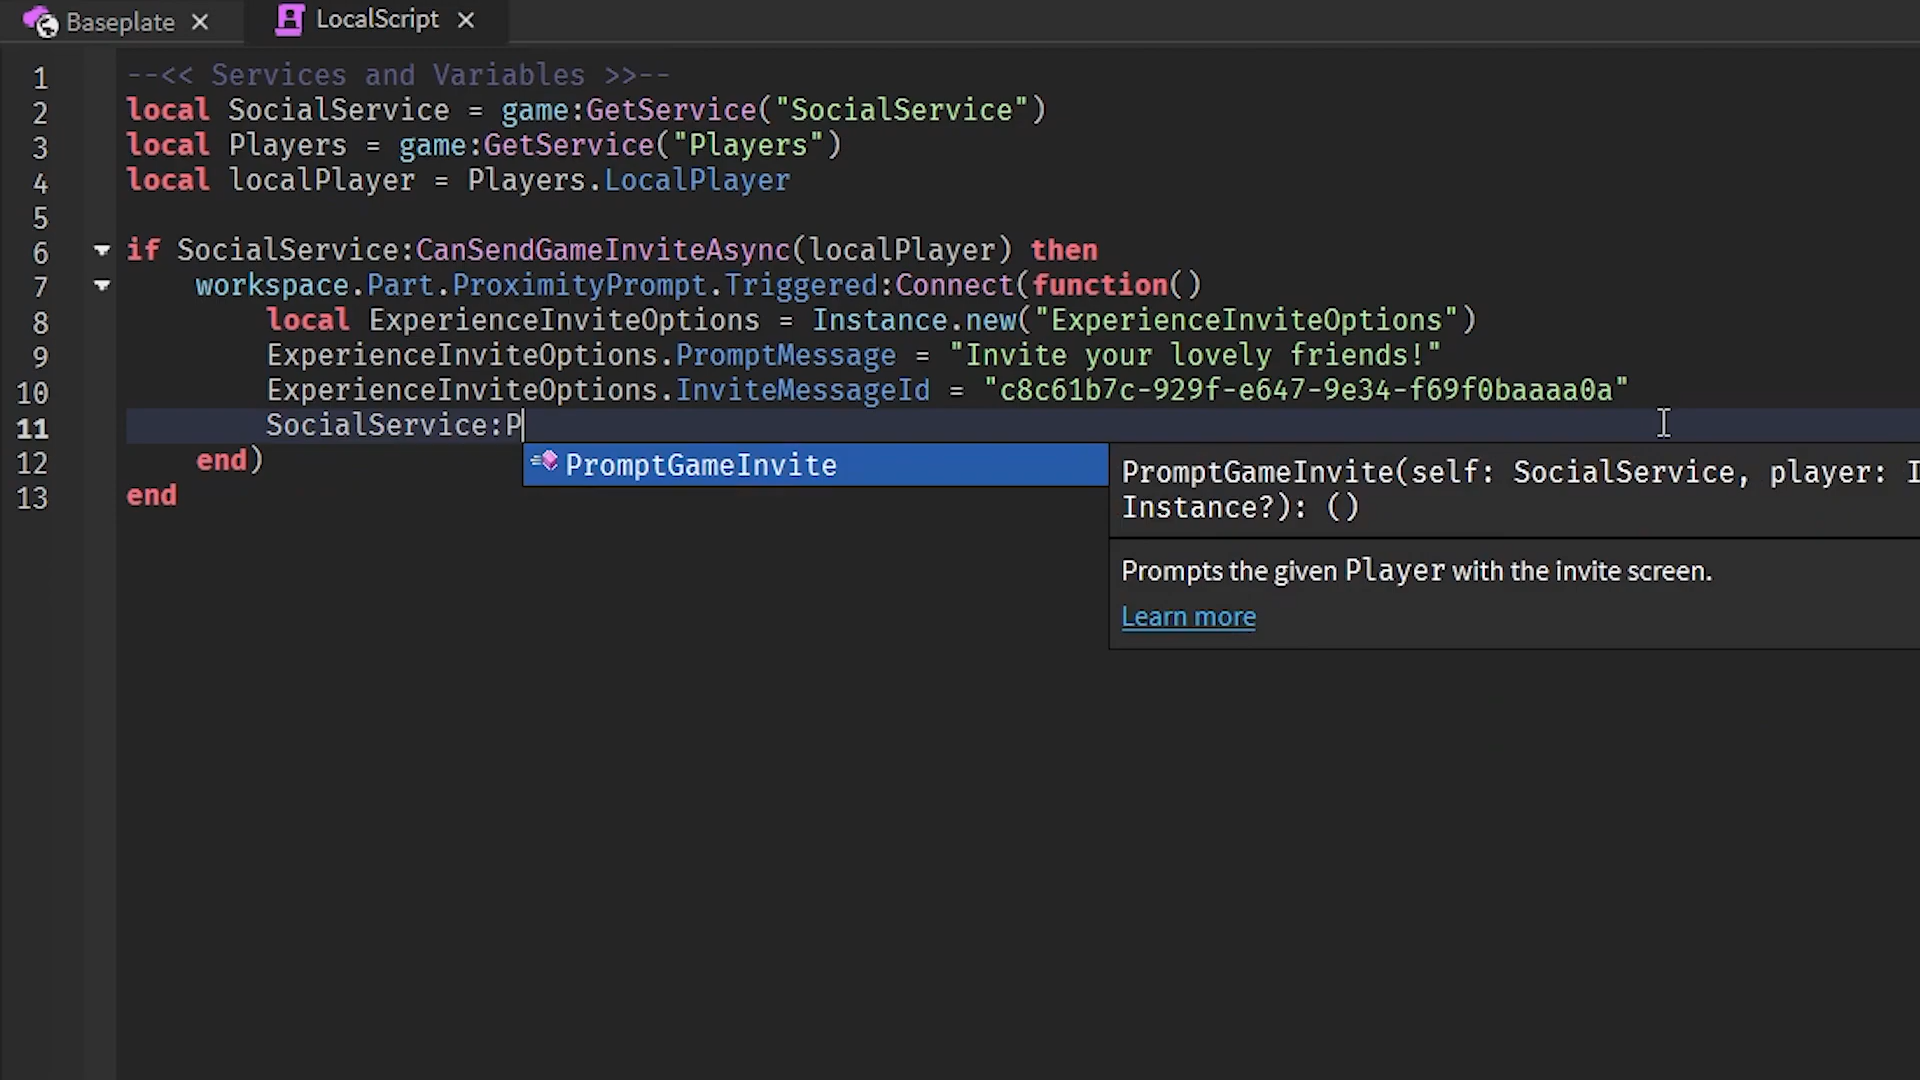 Baseplate
LocalScript
1 --<< Services and Variables >>--
2 local SocialService = game:GetService("SocialService")
3 local Players = game:GetService("Players")
4 local localPlayer = Players.LocalPlayer
5
6 if SocialService:CanSendGameInviteAsync(localPlayer) then
7 workspace.Part.ProximityPrompt.Triggered:Connect(function()
8 local ExperienceInviteOptions = Instance.new("ExperienceInviteOptions")
9 ExperienceInviteOptions.PromptMessage = "Invite your lovely friends!"
10 ExperienceInviteOptions.InviteMessageId = "c8c61b7c-929f-e647-9e34-f69f0baaaa0a"
11 SocialService:P
12 end)
13 end
PromptGameInvite
PromptGameInvite(self: SocialService, player: I
Instance?): ()
Prompts the given Player with the invite screen.
Learn more